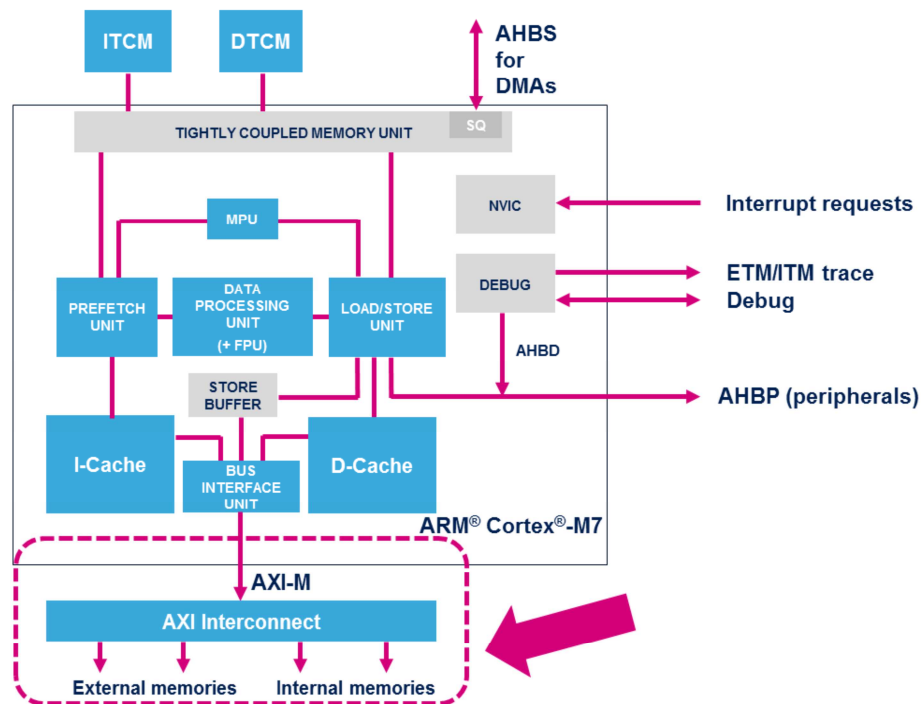 ITCM
DTCM
AHBS
for
DMAs
TIGHTLY COUPLED MEMORY UNIT
SQ
MPU
NVIC
Interrupt requests
PREFETCH
UNIT
DATA
PROCESSING
UNIT
(+ FPU)
LOAD/STORE
UNIT
DEBUG
ETM/ITM trace
Debug
AHBD
STORE
BUFFER
AHBP (peripherals)
I-Cache
BUS
INTERFACE
UNIT
D-Cache
ARM® Cortex®-M7
AXI-M
AXI Interconnect
External memories
Internal memories